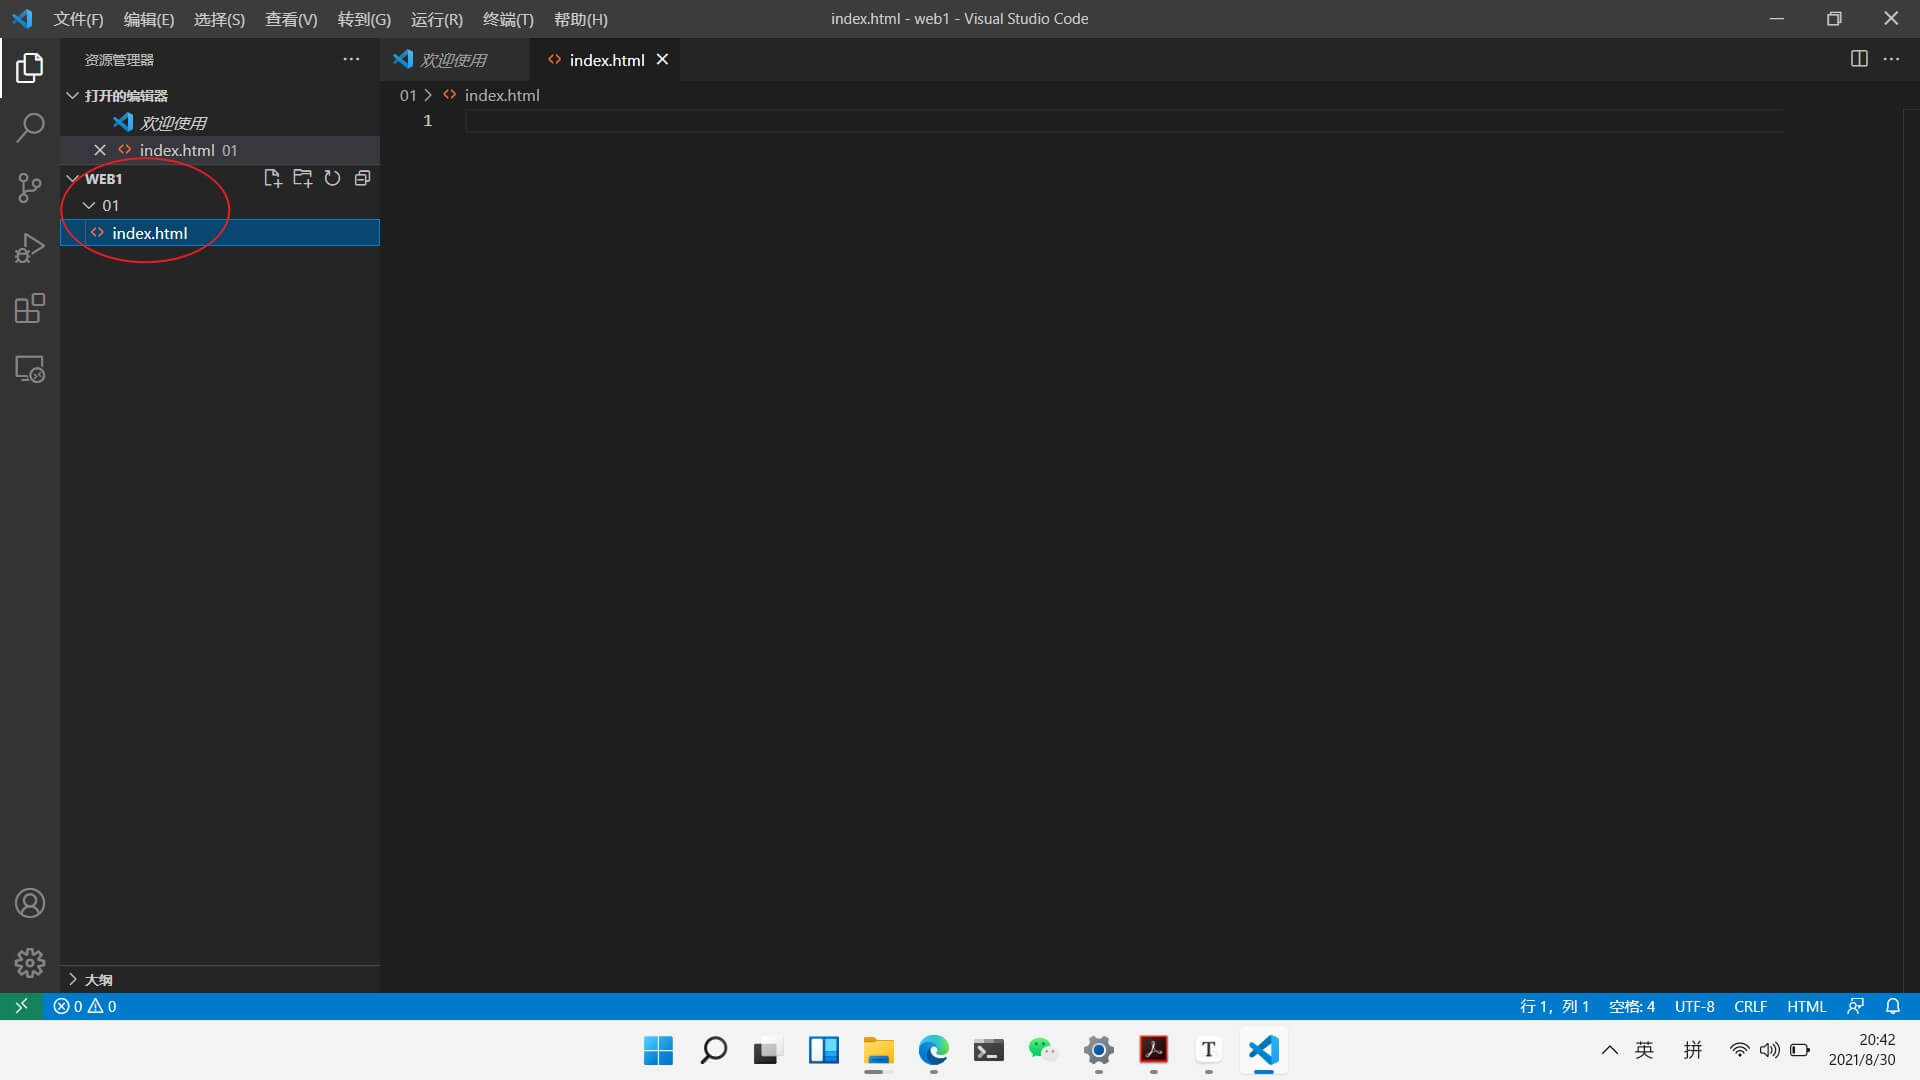 文件(F) 编辑(E) 选择(S) 查看(V) 转到(G) 运行(R) 终端(T) 帮助(H) index.html - web1 - Visual Studio Code
资源管理器
欢迎使用 index.html
打开的编辑器
01 index.html
欢迎使用
1
index.html 01
WEB1
01
index.html
大纲
0 0 行 1，列 1 空格: 4 UTF-8 CRLF HTML
英 拼
20:42
2021/8/30